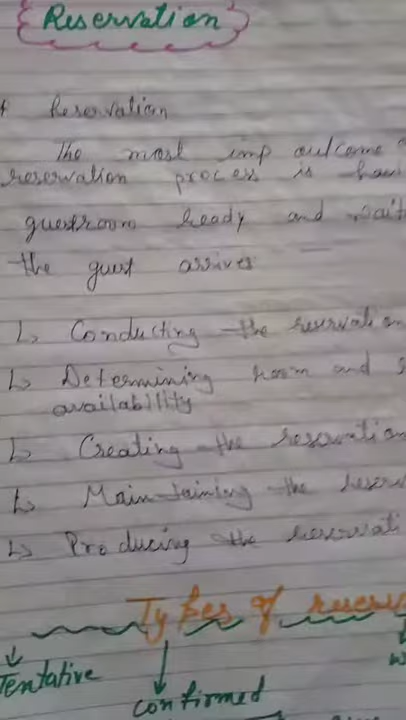 Reservation
Reservation
The most imp outcome
reservation process is
guestroom ready and
the guest arrives
Conducting the
Determining room and
availability
Creating the reservation
Maintaining the
Producing the
Types of
Tentative
confirmed